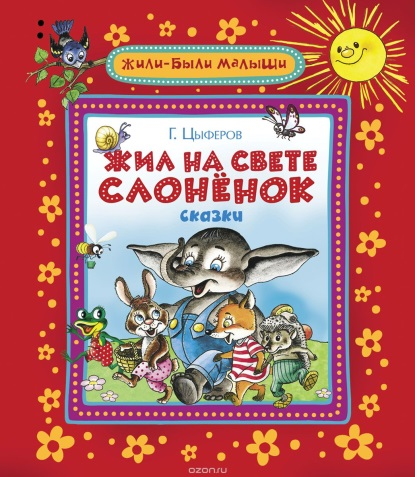 Жили-Были малыши
Г. Цыферов
ЖИЛ НА СВЕТЕ
СЛОНЁНОК
сказки
ozon.ru